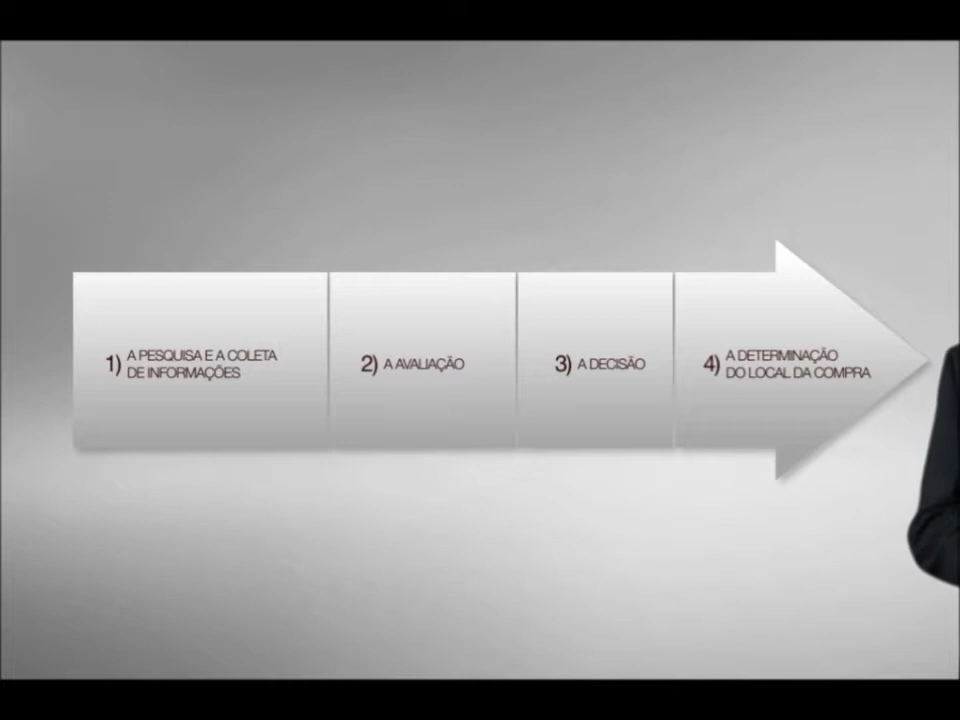 1) A PESQUISA E A COLETA
DE INFORMAÇÕES
2) A AVALIAÇÃO
3) A DECISÃO
4) A DETERMINAÇÃO
DO LOCAL DA COMPRA